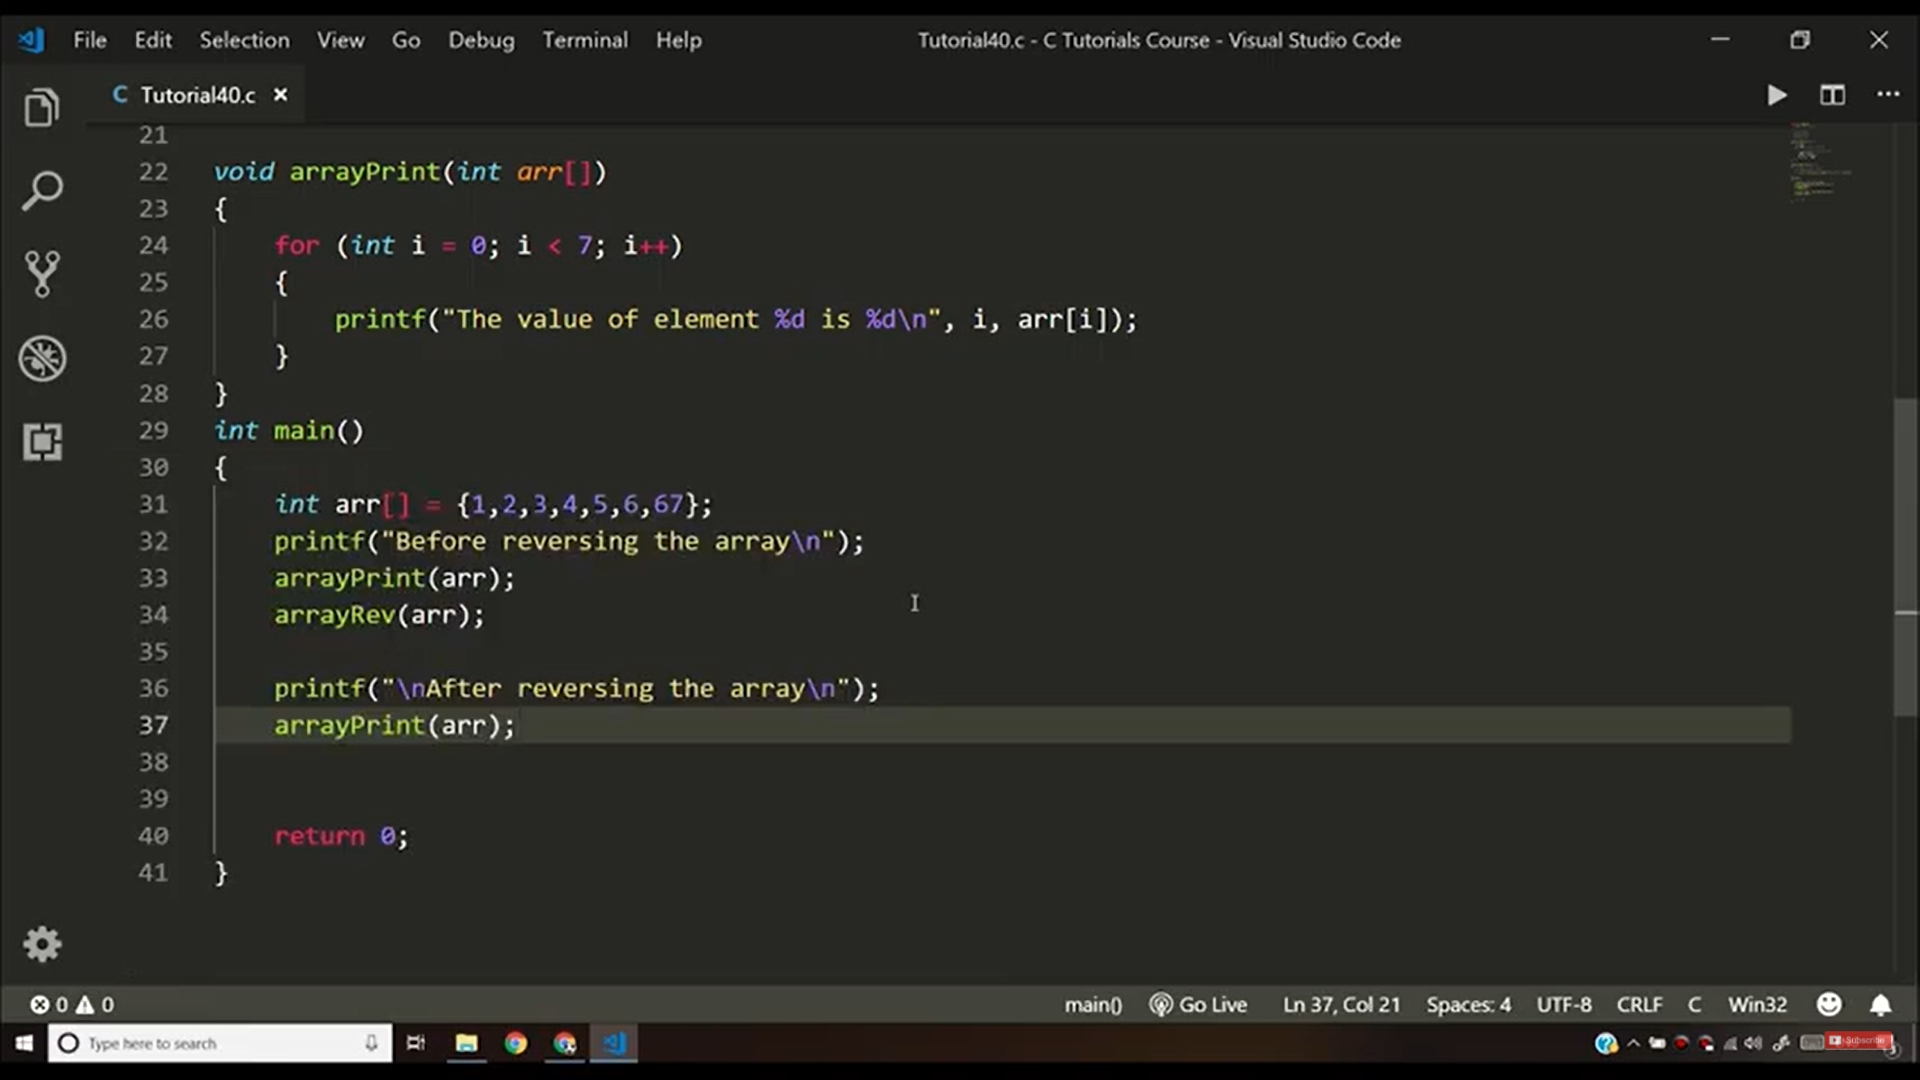 File Edit Selection View Go Debug Terminal Help Tutorial40.c - C Tutorials Course - Visual Studio Code
C Tutorial40.c ×
21
22 void arrayPrint(int arr[])
23 {
24 for (int i = 0; i < 7; i++)
25 {
26 printf("The value of element %d is %d\n", i, arr[i]);
27 }
28 }
29 int main()
30 {
31 int arr[] = {1,2,3,4,5,6,67};
32 printf("Before reversing the array\n");
33 arrayPrint(arr);
34 arrayRev(arr);
35
36 printf("\nAfter reversing the array\n");
37 arrayPrint(arr);
38
39
40 return 0;
41 }
0 0 main() Go Live Ln 37, Col 21 Spaces: 4 UTF-8 CRLF C Win32
Type here to search
Subscribe